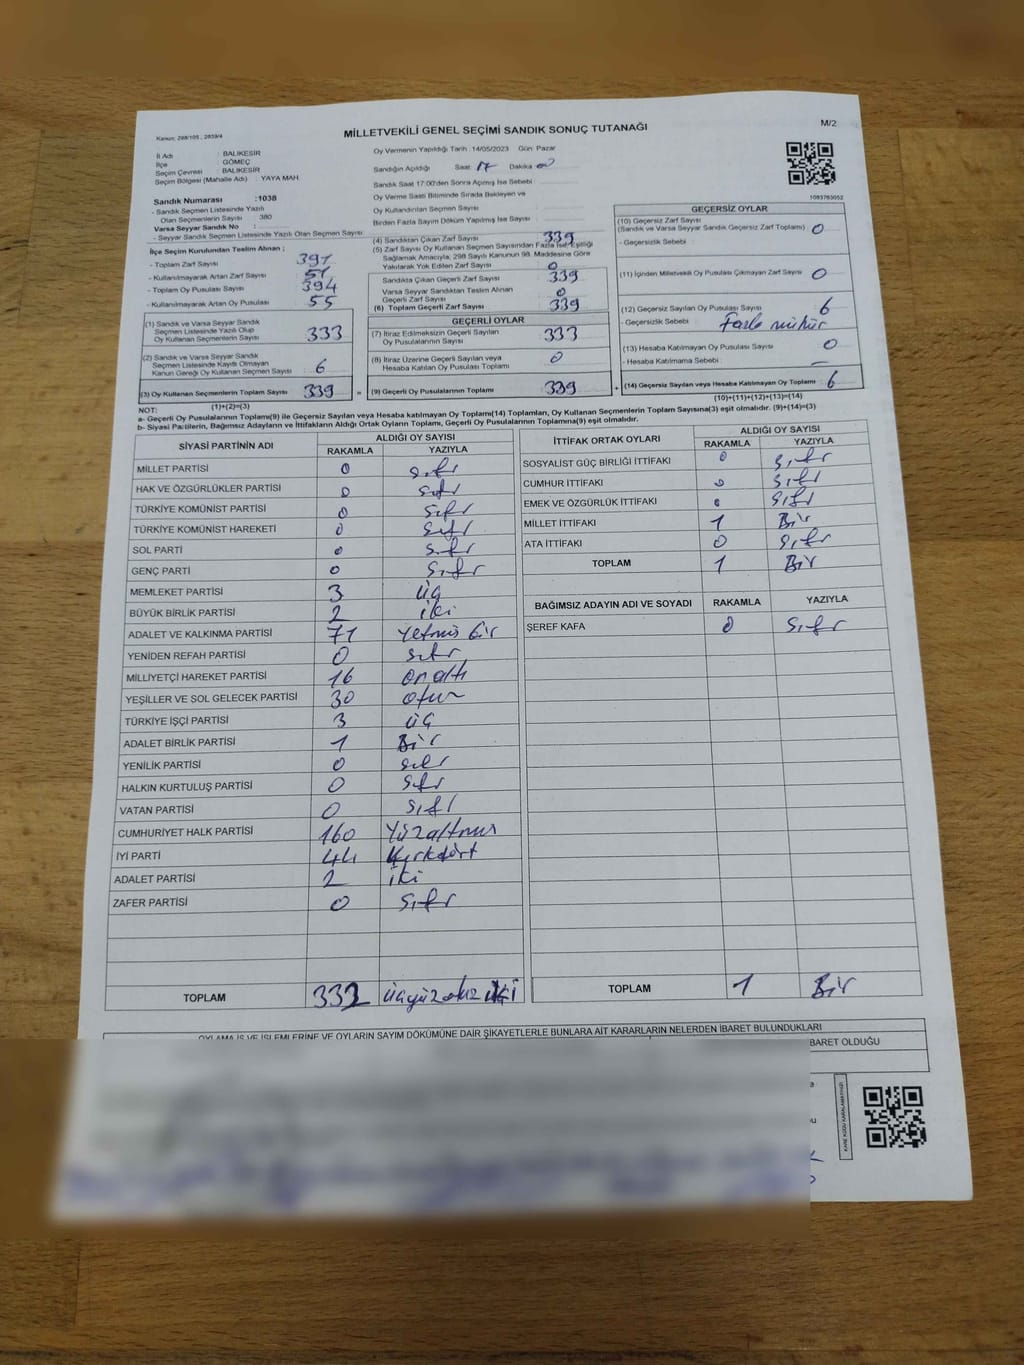 Kanun: 298/105 , 2839/4
MİLLETVEKİLİ GENEL SEÇİMİ SANDIK SONUÇ TUTANAĞI
M/2
İl Adı : BALIKESİR
İlçe : GÖMEÇ
Seçim Çevresi : BALIKESİR
Seçim Bölgesi (Mahalle Adı) : YAYA MAH.
Sandık Numarası :1038
- Sandık Seçmen Listesinde Yazılı
Olan Seçmenlerin Sayısı : 380
Varsa Seyyar Sandık No :
- Seyyar Sandık Seçmen Listesinde Yazılı Olan Seçmen Sayısı:
İlçe Seçim Kurulundan Teslim Alınan ;
- Toplam Zarf Sayısı : 391
- Kullanılmayarak Artan Zarf Sayısı : 51
- Toplam Oy Pusulası : 394
- Kullanılmayarak Artan Oy Pusulası : 55
(1) Sandık ve Varsa Seyyar Sandık
Seçmen Listesinde Yazılı Olup
Oy Kullanan Seçmenlerin Sayısı : 333
(2) Sandık ve Varsa Seyyar Sandık
Seçmen Listesinde Kayıtlı Olmayan
Kanun Gereği Oy Kullanan Seçmen Sayısı : 6
(3) Oy Kullanan Seçmenlerin Toplam Sayısı : 339 =
(1)+(2)=(3)
Oy Vermenin Yapıldığı Tarih : 14/05/2023 Gün: Pazar
Sandığın Açıldığı Saat: 17 Dakika: 00
Sandık Saat 17:00'den Sonra Açmış İse Sebebi :
Oy Verme Saati Bitiminde Sırada Bekleyen ve
Oy Kullandırılan Seçmen Sayısı :
Birden Fazla Sayım Döküm Yapılmış İse Sayısı :
(4) Sandıktan Çıkan Zarf Sayısı : 339
(5) Zarf Sayısı Oy Kullanan Seçmen Sayısından Fazla İse, Eşitliği
Sağlamak Amacıyla, 298 Sayılı Kanunun 98. Maddesine Göre
Yakılarak Yok Edilen Zarf Sayısı : 0
Sandıkta Çıkan Geçerli Zarf Sayısı : 339
Varsa Seyyar Sandıktan Teslim Alınan
Geçerli Zarf Sayısı : 0
(6) Toplam Geçerli Zarf Sayısı : 339
GEÇERLİ OYLAR
(7) İtiraz Edilmeksizin Geçerli Sayılan
Oy Pusulalarının Sayısı : 333
(8) İtiraz Üzerine Geçerli Sayılan veya
Hesaba Katılan Oy Pusulası Toplamı : 0
(9) Geçerli Oy Pusulalarının Toplamı : 339 +
1093763052
GEÇERSİZ OYLAR
(10) Geçersiz Zarf Sayısı
(Sandık ve Varsa Seyyar Sandık Geçersiz Zarf Toplamı) : 0
- Geçersizlik Sebebi :
(11) İçinden Milletvekili Oy Pusulası Çıkmayan Zarf Sayısı : 0
(12) Geçersiz Sayılan Oy Pusulası Sayısı : 6
- Geçersizlik Sebebi : Fazla mühür
(13) Hesaba Katılmayan Oy Pusulası Sayısı : 0
- Hesaba Katılmama Sebebi :
(14) Geçersiz Sayılan veya Hesaba Katılmayan Oy Toplamı : 6
(10)+(11)+(12)+(13)=(14)
NOT:
a- Geçerli Oy Pusulalarının Toplamı(9) ile Geçersiz Sayılan veya Hesaba katılmayan Oy Toplamı(14) Toplamları, Oy Kullanan Seçmenlerin Toplam Sayısına(3) eşit olmalıdır. (9)+(14)=(3)
b- Siyasi Partilerin, Bağımsız Adayların ve İttifakların Aldığı Ortak Oyların Toplamı, Geçerli Oy Pusulalarının Toplamına(9) eşit olmalıdır.
SİYASİ PARTİNİN ADI
ALDIĞI OY SAYISI
RAKAMLA YAZIYLA
MİLLET PARTİSİ 0 sıfır
HAK VE ÖZGÜRLÜKLER PARTİSİ 0 sıfır
TÜRKİYE KOMÜNİST PARTİSİ 0 sıfır
TÜRKİYE KOMÜNİST HAREKETİ 0 sıfır
SOL PARTİ 0 sıfır
GENÇ PARTİ 0 sıfır
MEMLEKET PARTİSİ 3 üç
BÜYÜK BİRLİK PARTİSİ 2 iki
ADALET VE KALKINMA PARTİSİ 71 Yetmiş bir
YENİDEN REFAH PARTİSİ 0 sıfır
MİLLİYETÇİ HAREKET PARTİSİ 16 on altı
YEŞİLLER VE SOL GELECEK PARTİSİ 30 otuz
TÜRKİYE İŞÇİ PARTİSİ 3 üç
ADALET BİRLİK PARTİSİ 1 Bir
YENİLİK PARTİSİ 0 sıfır
HALKIN KURTULUŞ PARTİSİ 0 sıfır
VATAN PARTİSİ 0 sıfır
CUMHURİYET HALK PARTİSİ 160 Yüzaltmış
İYİ PARTİ 44 Kırkdört
ADALET PARTİSİ 2 iki
ZAFER PARTİSİ 0 sıfır
TOPLAM 332 üçyüzotuz iki
İTTİFAK ORTAK OYLARI
ALDIĞI OY SAYISI
RAKAMLA YAZIYLA
SOSYALİST GÜÇ BİRLİĞİ İTTİFAKI 0 sıfır
CUMHUR İTTİFAKI 0 sıfır
EMEK VE ÖZGÜRLÜK İTTİFAKI 0 sıfır
MİLLET İTTİFAKI 1 Bir
ATA İTTİFAKI 0 sıfır
TOPLAM 1 Bir
BAĞIMSIZ ADAYIN ADI VE SOYADI RAKAMLA YAZIYLA
ŞEREF KAFA 0 sıfır
TOPLAM 1 Bir
OYLAMA İŞ VE İŞLEMLERİNE VE OYLARIN SAYIM DÖKÜMÜNE DAİR ŞİKAYETLERLE BUNLARA AİT KARARLARIN NELERDEN İBARET BULUNDUKLARI
BARET OLDUĞU
KARE KODU KARALAMAYINIZ!